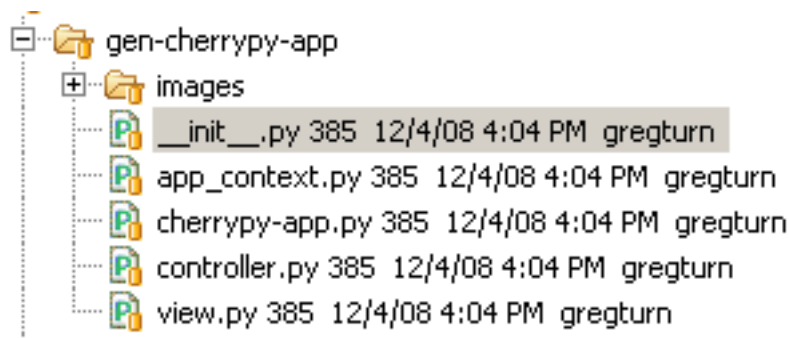 gen-cherrypy-app
images
__init__.py 385 12/4/08 4:04 PM gregturn
app_context.py 385 12/4/08 4:04 PM gregturn
cherrypy-app.py 385 12/4/08 4:04 PM gregturn
controller.py 385 12/4/08 4:04 PM gregturn
view.py 385 12/4/08 4:04 PM gregturn